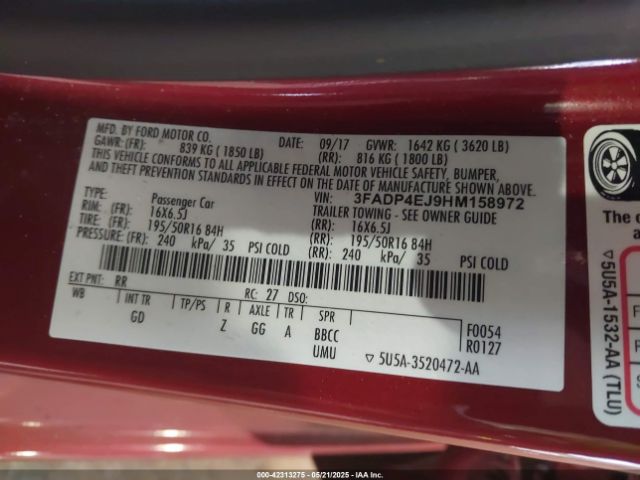 MFD. BY FORD MOTOR CO.
DATE: 09/17 GVWR: 1642 KG ( 3620 LB)
GAWR: (FR): 839 KG ( 1850 LB) (RR): 816 KG ( 1800 LB)
THIS VEHICLE CONFORMS TO ALL APPLICABLE FEDERAL MOTOR VEHICLE SAFETY, BUMPER,
AND THEFT PREVENTION STANDARDS IN EFFECT ON THE DATE OF MANUFACTURE SHOWN ABOVE.
VIN: 3FADP4EJ9HM158972
TYPE: Passenger Car TRAILER TOWING - SEE OWNER GUIDE
RIM: (FR): 16X6.5J (RR): 16X6.5J
TIRE: (FR): 195/50R16 84H (RR): 195/50R16 84H
PRESSURE: (FR): 240 kPa/ 35 PSI COLD (RR): 240 kPa/ 35 PSI COLD
EXT PNT: RR RC: 27 DSO:
WB INT TR TP/PS R AXLE TR SPR
GD Z GG A BBCC
UMU
F0054
R0127
▽ 5U5A-3520472-AA
The
▽ 5U5A-1532-AA (TLU)
000-42313275 - 05/21/2025 - IAA Inc.